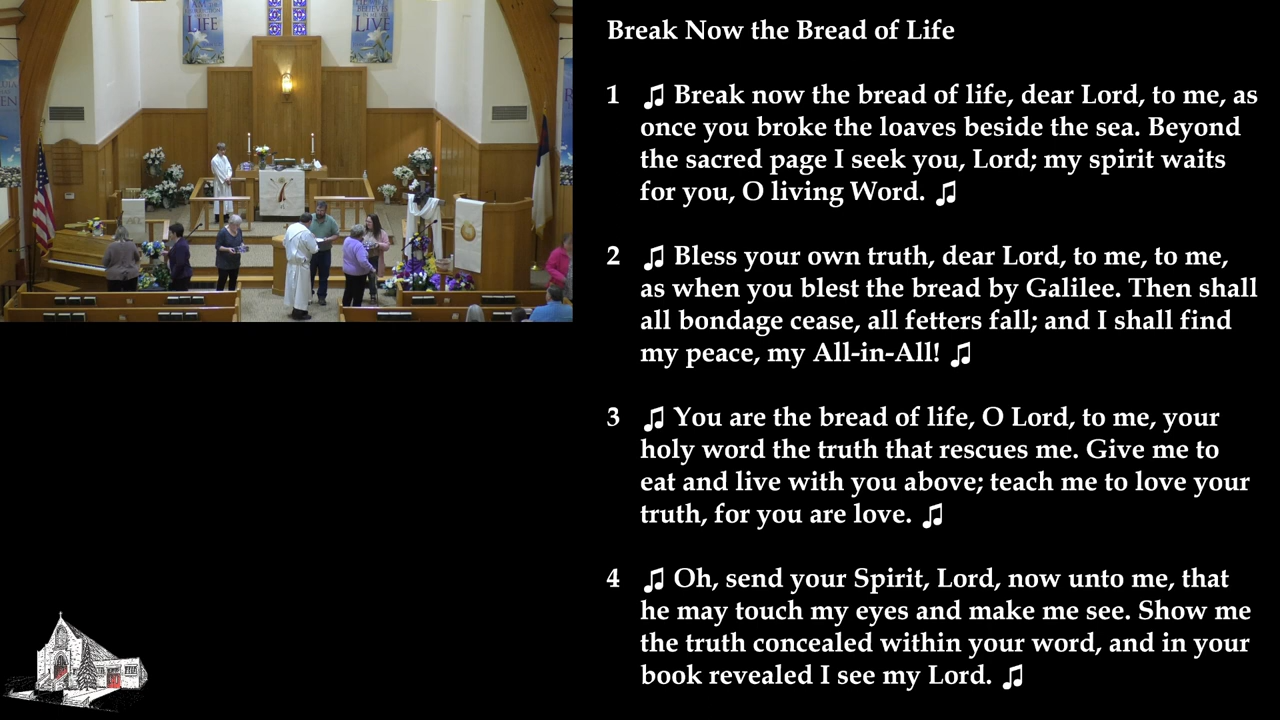 LIFE
LIVE
Break Now the Bread of Life
1 ♫ Break now the bread of life, dear Lord, to me, as
once you broke the loaves beside the sea. Beyond
the sacred page I seek you, Lord; my spirit waits
for you, O living Word. ♫
2 ♫ Bless your own truth, dear Lord, to me, to me,
as when you blest the bread by Galilee. Then shall
all bondage cease, all fetters fall; and I shall find
my peace, my All-in-All! ♫
3 ♫ You are the bread of life, O Lord, to me, your
holy word the truth that rescues me. Give me to
eat and live with you above; teach me to love your
truth, for you are love. ♫
4 ♫ Oh, send your Spirit, Lord, now unto me, that
he may touch my eyes and make me see. Show me
the truth concealed within your word, and in your
book revealed I see my Lord. ♫